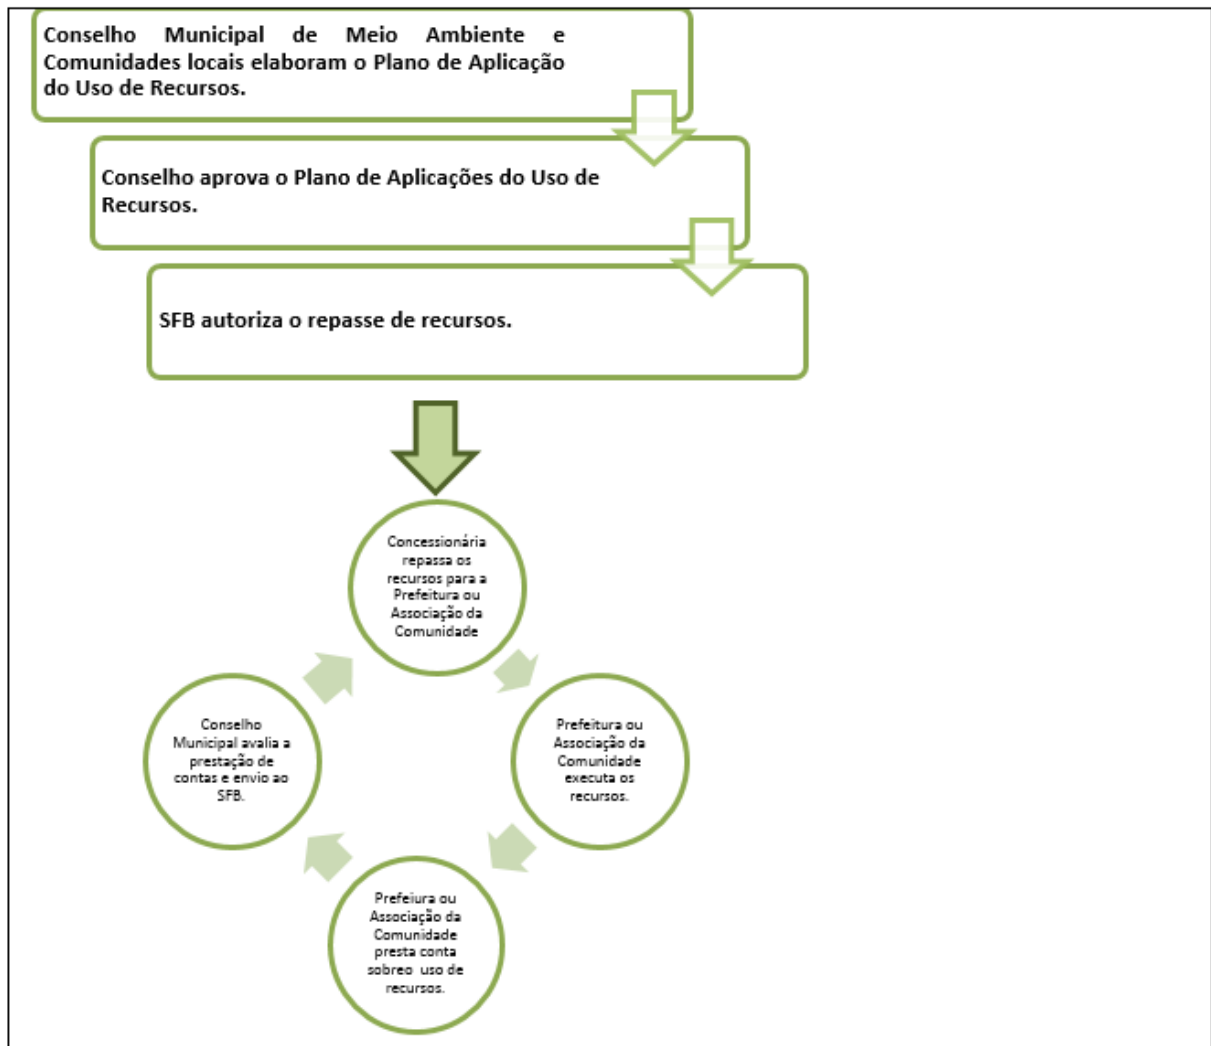 Conselho Municipal de Meio Ambiente e
Comunidades locais elaboram o Plano de Aplicação
do Uso de Recursos.
Conselho aprova o Plano de Aplicações do Uso de
Recursos.
SFB autoriza o repasse de recursos.
Concessionária
repassa os
recursos para a
Prefeitura ou
Associação da
Comunidade
Prefeitura ou
Associação da
Comunidade
executa os
recursos.
Prefeiura ou
Associação da
Comunidade
presta conta
sobreo uso de
recursos.
Conselho
Municipal avalia a
prestação de
contas e envio ao
SFB.